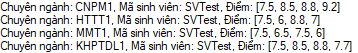 Chuyên ngành: CNPM1, Mã sinh viên: SVTest, Điểm: [7.5, 8.5, 8.8, 9.2]
Chuyên ngành: HTTT1, Mã sinh viên: SVTest, Điểm: [7.5, 6, 8.8, 7]
Chuyên ngành: MMT1, Mã sinh viên: SVTest, Điểm: [7.5, 6.5, 7.5, 6]
Chuyên ngành: KHPTDL1, Mã sinh viên: SVTest, Điểm: [7.5, 8.5, 8.8, 7.7]